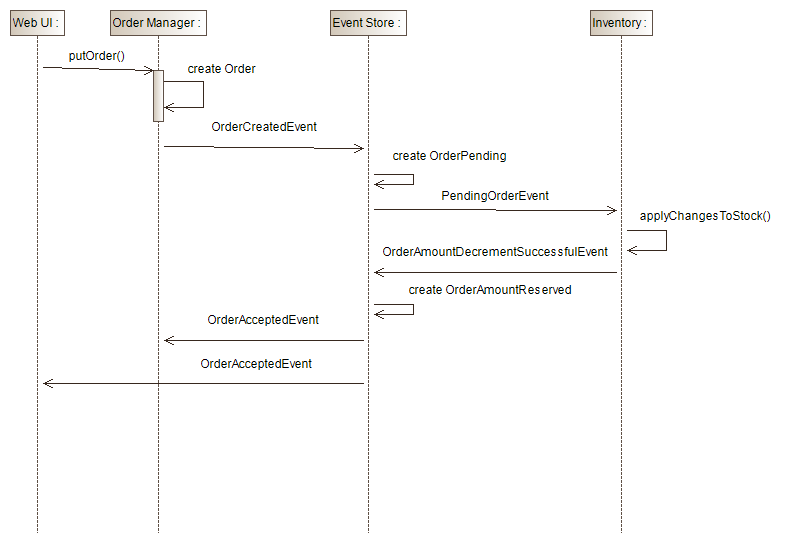 Web UI :
Order Manager :
Event Store :
Inventory :
putOrder()
create Order
OrderCreatedEvent
create OrderPending
PendingOrderEvent
applyChangesToStock()
OrderAmountDecrementSuccessfulEvent
create OrderAmountReserved
OrderAcceptedEvent
OrderAcceptedEvent